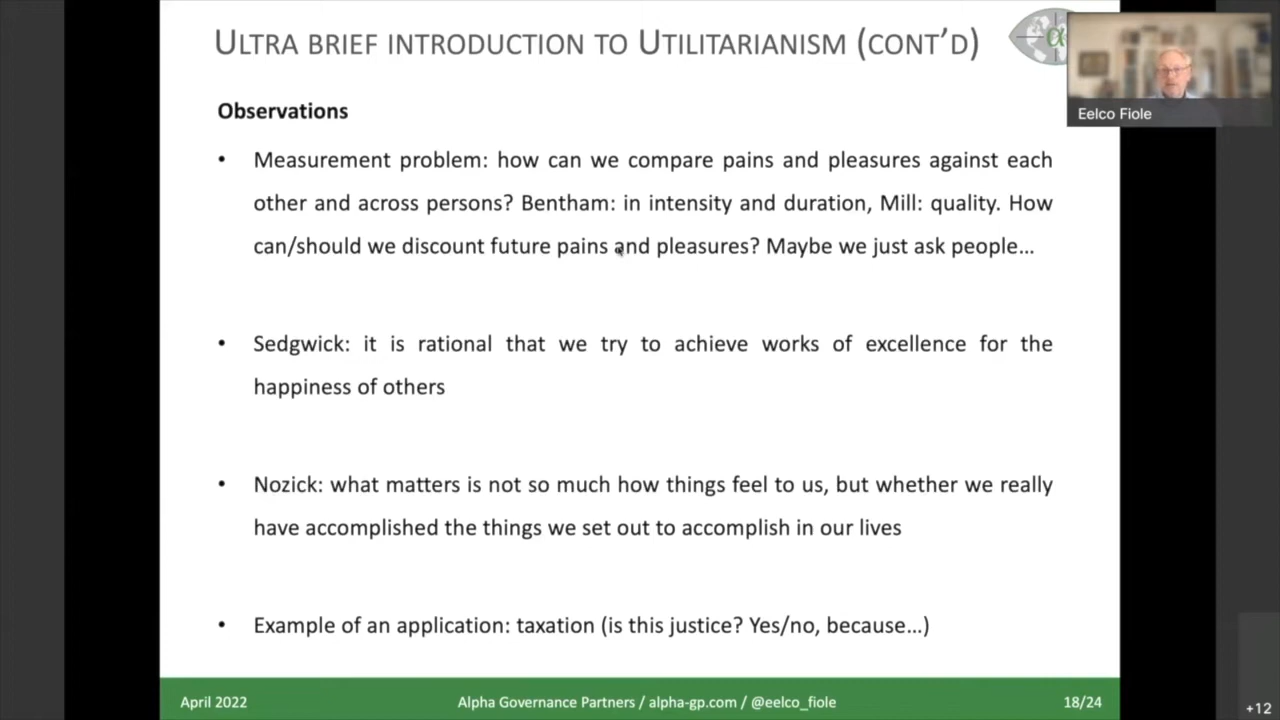 ULTRA BRIEF INTRODUCTION TO UTILITARIANISM (CONT'D)
α
Eelco Fiole
Observations
• Measurement problem: how can we compare pains and pleasures against each
other and across persons? Bentham: in intensity and duration, Mill: quality. How
can/should we discount future pains and pleasures? Maybe we just ask people…
• Sedgwick: it is rational that we try to achieve works of excellence for the
happiness of others
• Nozick: what matters is not so much how things feel to us, but whether we really
have accomplished the things we set out to accomplish in our lives
• Example of an application: taxation (is this justice? Yes/no, because…)
April 2022
Alpha Governance Partners / alpha-gp.com / @eelco_fiole
18/24
+12